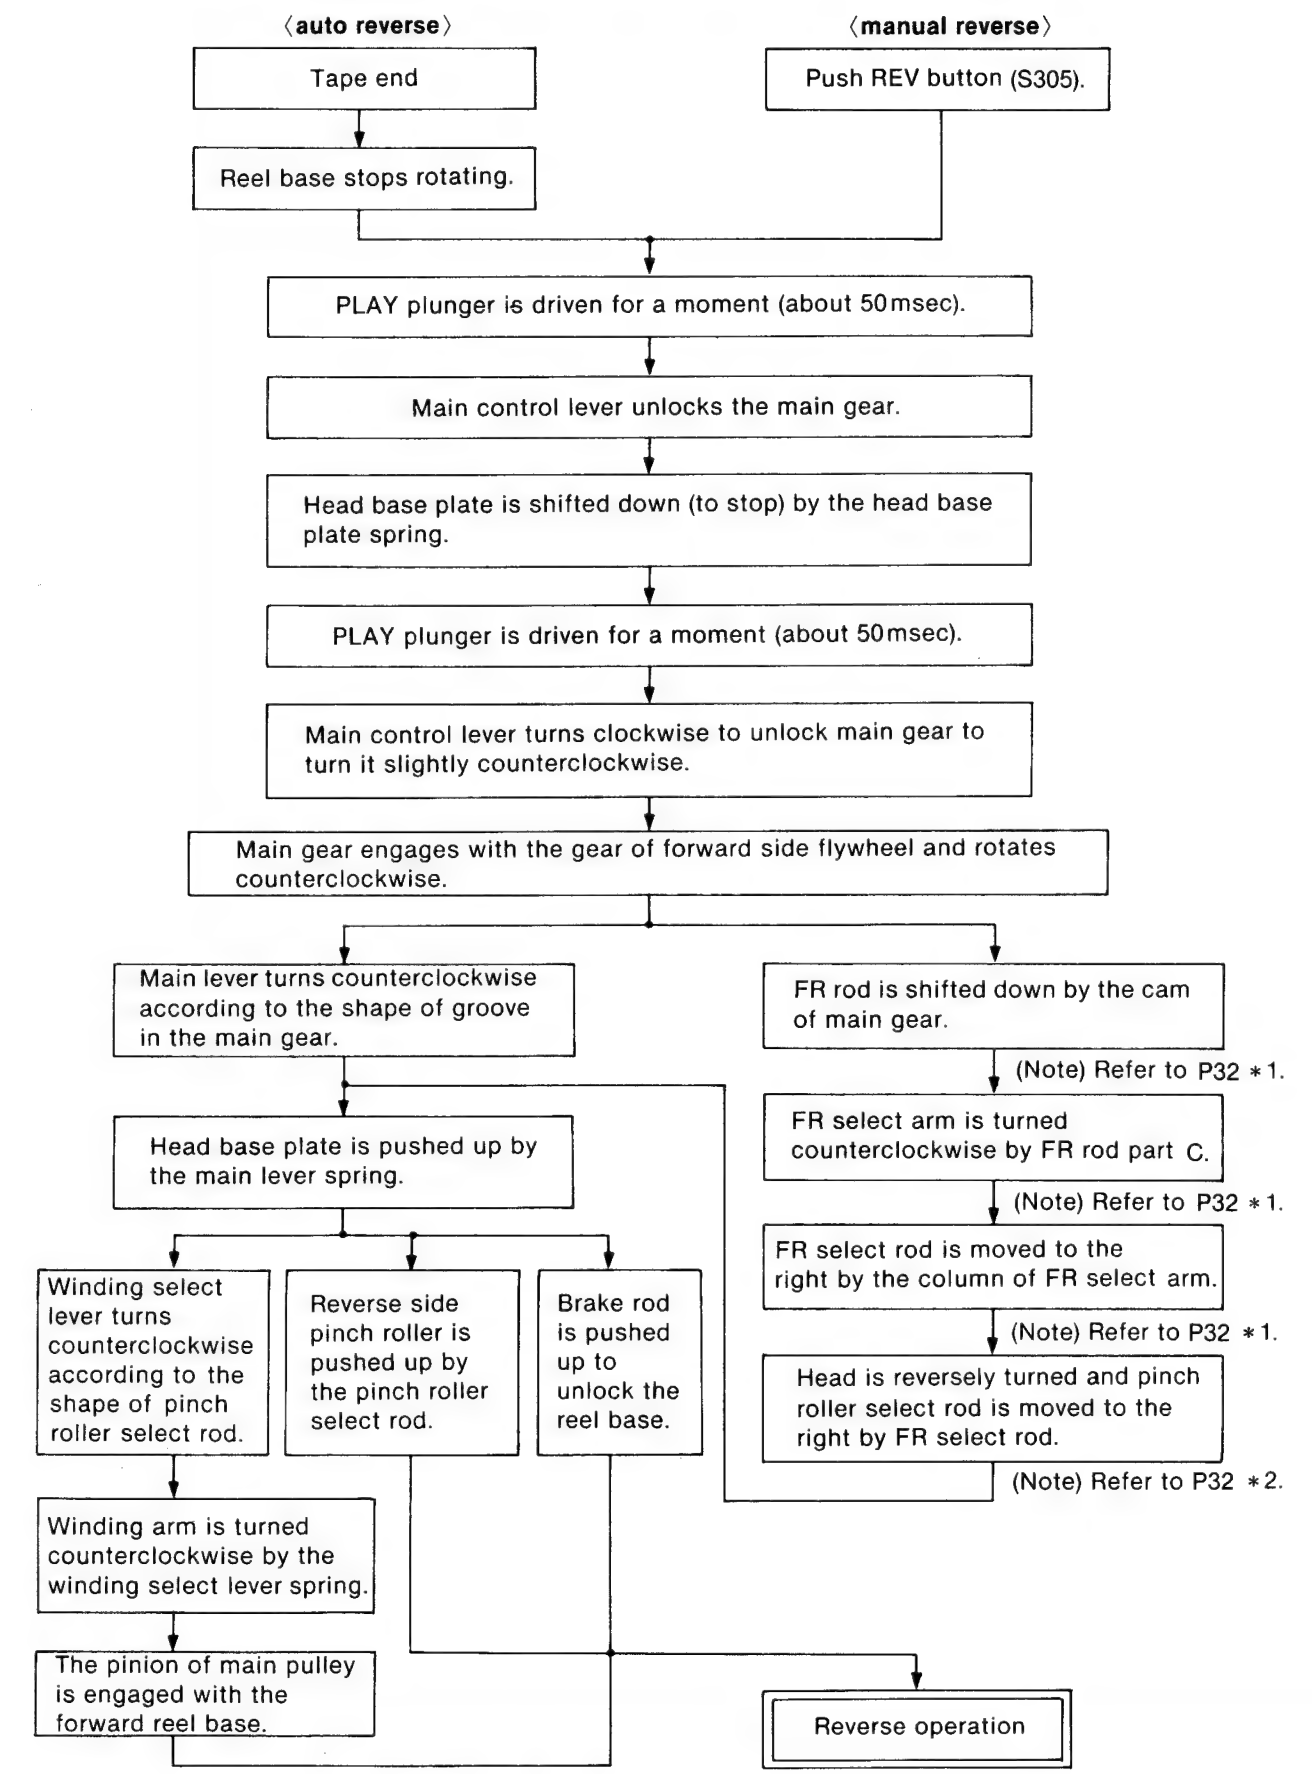 〈auto reverse〉
〈manual reverse〉
Tape end
Push REV button (S305).
Reel base stops rotating.
PLAY plunger is driven for a moment (about 50msec).
Main control lever unlocks the main gear.
Head base plate is shifted down (to stop) by the head base
plate spring.
PLAY plunger is driven for a moment (about 50msec).
Main control lever turns clockwise to unlock main gear to
turn it slightly counterclockwise.
Main gear engages with the gear of forward side flywheel and rotates
counterclockwise.
Main lever turns counterclockwise
according to the shape of groove
in the main gear.
Head base plate is pushed up by
the main lever spring.
Winding select
lever turns
counterclockwise
according to the
shape of pinch
roller select rod.
Reverse side
pinch roller is
pushed up by
the pinch roller
select rod.
Brake rod
is pushed
up to
unlock the
reel base.
Winding arm is turned
counterclockwise by the
winding select lever spring.
The pinion of main pulley
is engaged with the
forward reel base.
FR rod is shifted down by the cam
of main gear.
(Note) Refer to P32 *1.
FR select arm is turned
counterclockwise by FR rod part C.
(Note) Refer to P32 *1.
FR select rod is moved to the
right by the column of FR select arm.
(Note) Refer to P32 *1.
Head is reversely turned and pinch
roller select rod is moved to the
right by FR select rod.
(Note) Refer to P32 *2.
Reverse operation